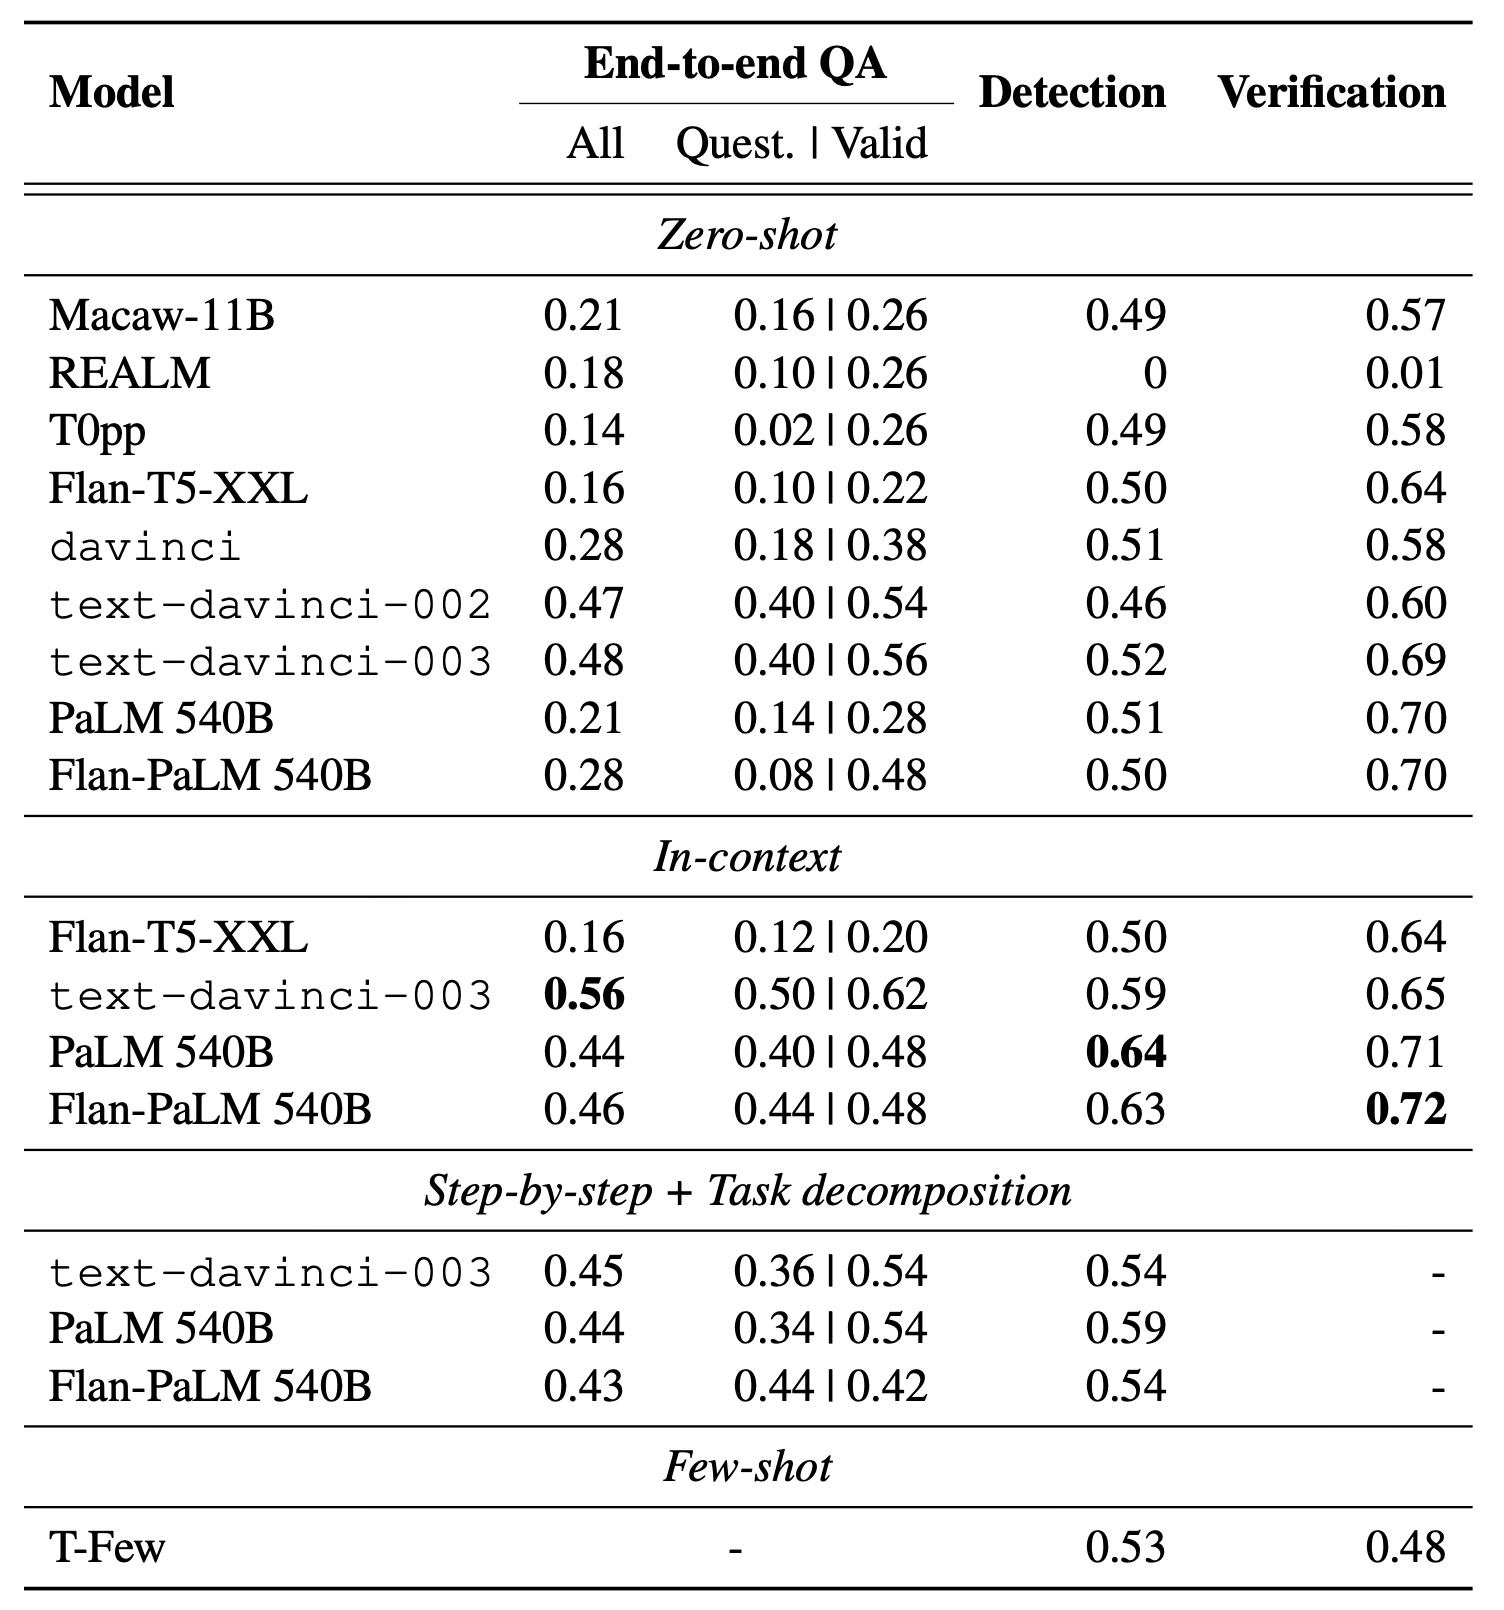 Model End-to-end QA Detection Verification
All Quest. | Valid
Zero-shot
Macaw-11B 0.21 0.16 | 0.26 0.49 0.57
REALM 0.18 0.10 | 0.26 0 0.01
T0pp 0.14 0.02 | 0.26 0.49 0.58
Flan-T5-XXL 0.16 0.10 | 0.22 0.50 0.64
davinci 0.28 0.18 | 0.38 0.51 0.58
text-davinci-002 0.47 0.40 | 0.54 0.46 0.60
text-davinci-003 0.48 0.40 | 0.56 0.52 0.69
PaLM 540B 0.21 0.14 | 0.28 0.51 0.70
Flan-PaLM 540B 0.28 0.08 | 0.48 0.50 0.70
In-context
Flan-T5-XXL 0.16 0.12 | 0.20 0.50 0.64
text-davinci-003 0.56 0.50 | 0.62 0.59 0.65
PaLM 540B 0.44 0.40 | 0.48 0.64 0.71
Flan-PaLM 540B 0.46 0.44 | 0.48 0.63 0.72
Step-by-step + Task decomposition
text-davinci-003 0.45 0.36 | 0.54 0.54 -
PaLM 540B 0.44 0.34 | 0.54 0.59 -
Flan-PaLM 540B 0.43 0.44 | 0.42 0.54 -
Few-shot
T-Few - 0.53 0.48